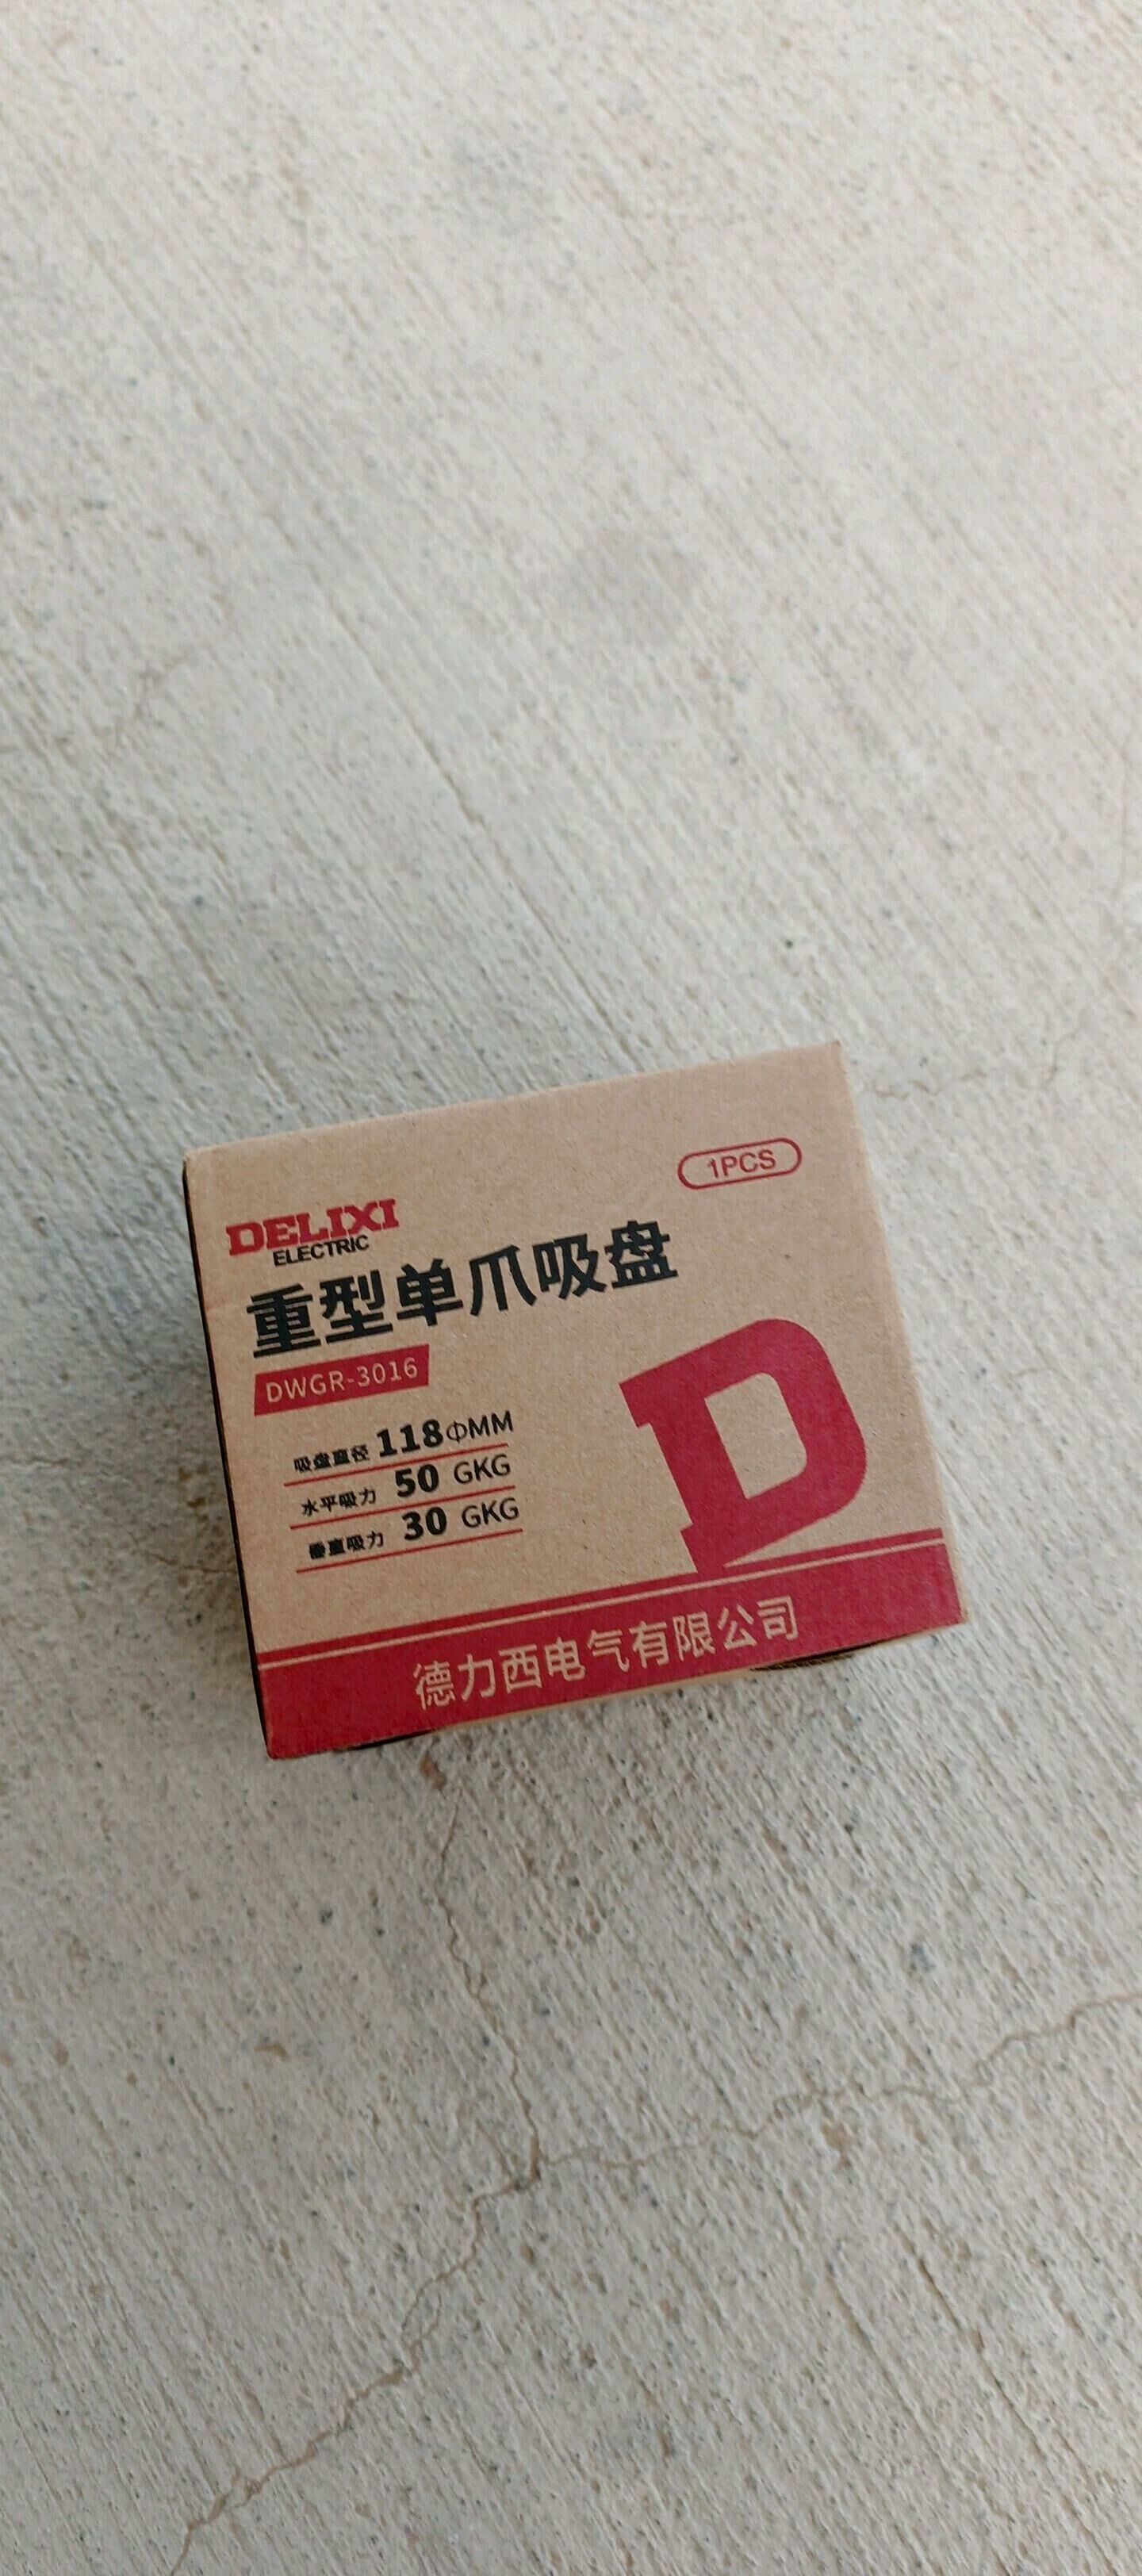 1PCS
DELIXI
ELECTRIC
重型单爪吸盘
DWGR-3016
吸盘直径 118ΦMM
水平吸力 50 GKG
垂直吸力 30 GKG
德力西电气有限公司